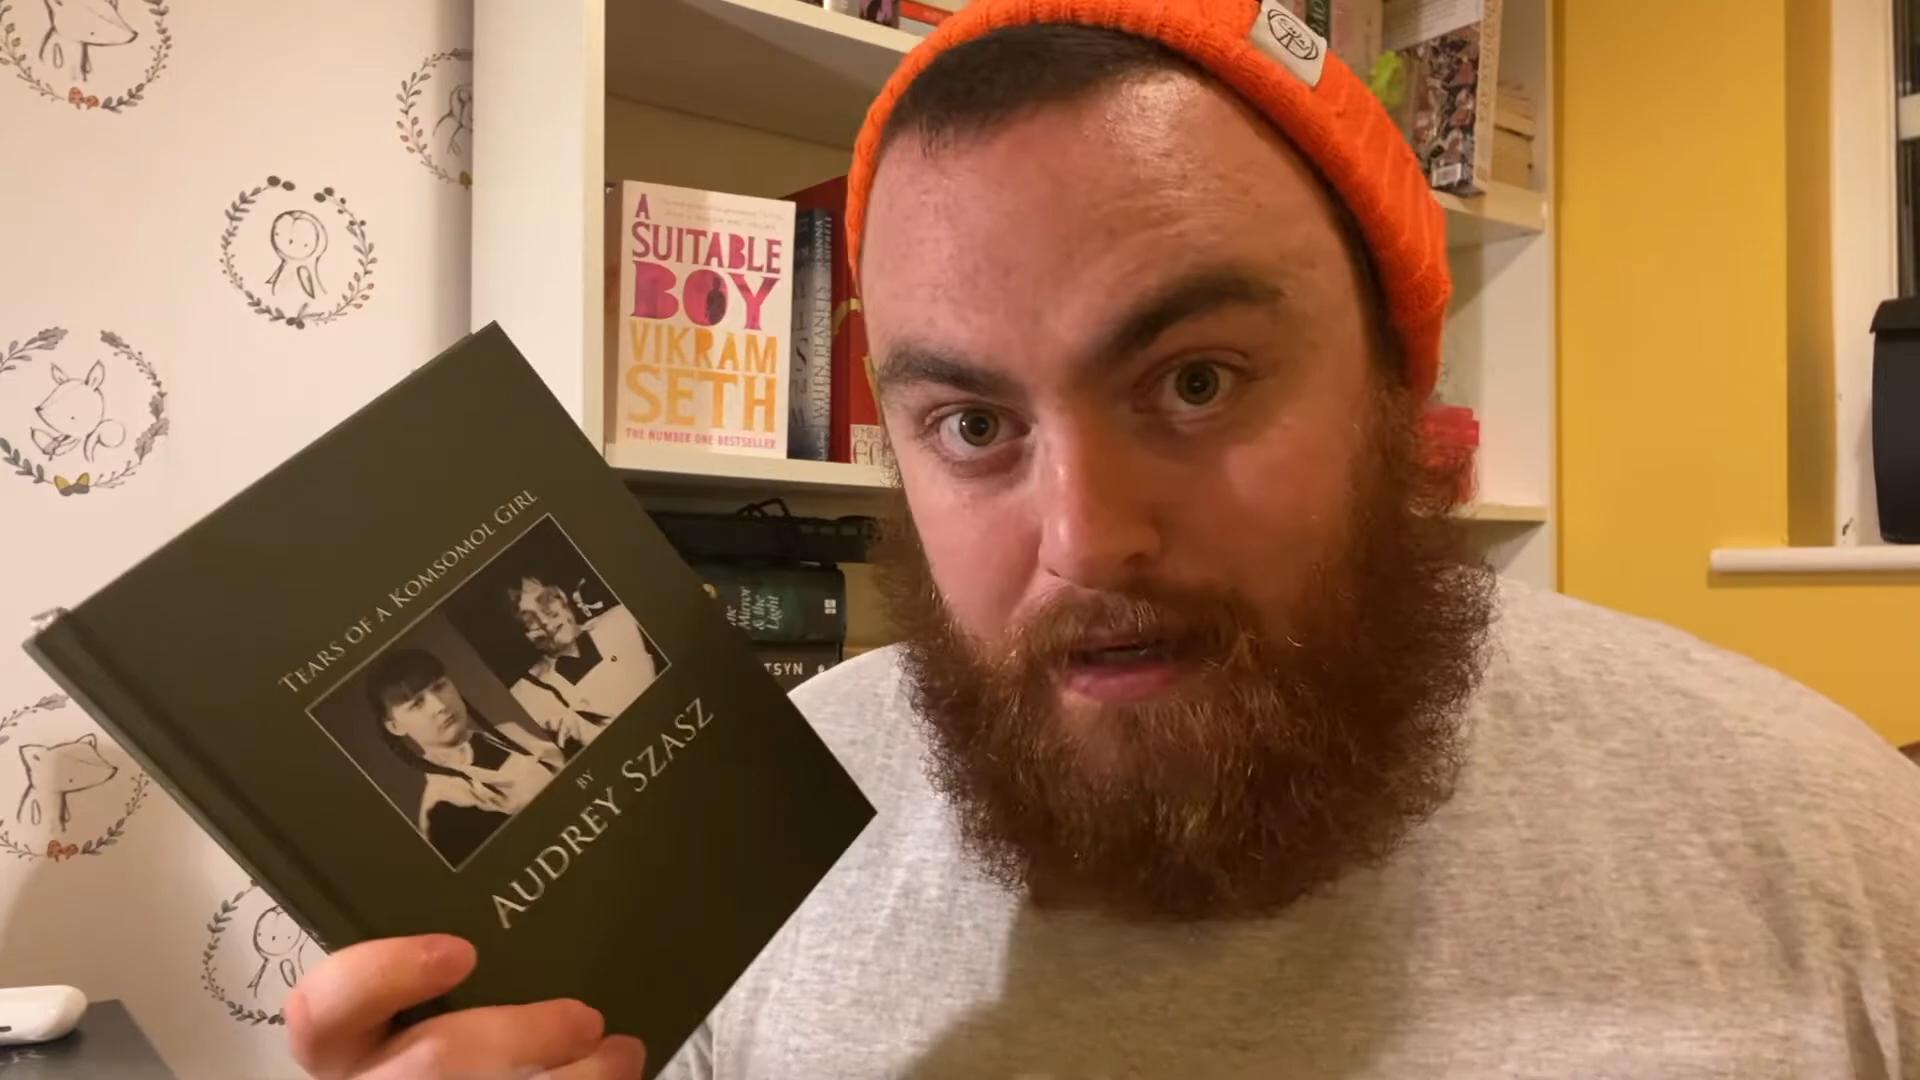 A
SUITABLE
BOY
VIKRAM
SETH
THE NUMBER ONE BESTSELLER
WHEN PLANETS
the
Mirror
& the
Light
TSYN
TEARS OF A KOMSOMOL GIRL
BY
AUDREY SZASZ